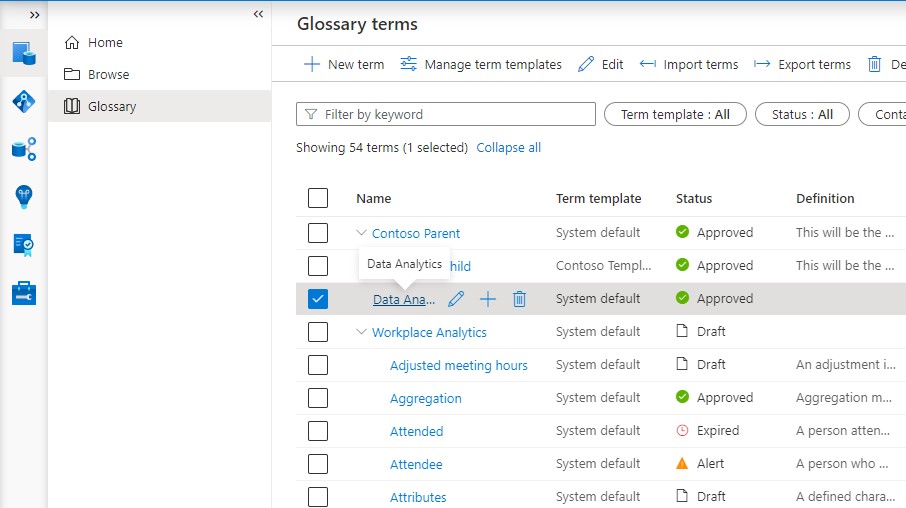 Glossary terms
Home
Browse
Glossary
New term Manage term templates Edit Import terms Export terms De
Filter by keyword Term template : All Status : All Conta
Showing 54 terms (1 selected) Collapse all
Name Term template Status Definition
Contoso Parent System default Approved This will be the ...
Data Analytics
hild Contoso Templ... Approved This will be the ...
Data Ana... System default Approved
Workplace Analytics System default Draft
Adjusted meeting hours System default Draft An adjustment i...
Aggregation System default Approved Aggregation m...
Attended System default Expired A person atten...
Attendee System default Alert A person who ...
Attributes System default Draft A defined chara...